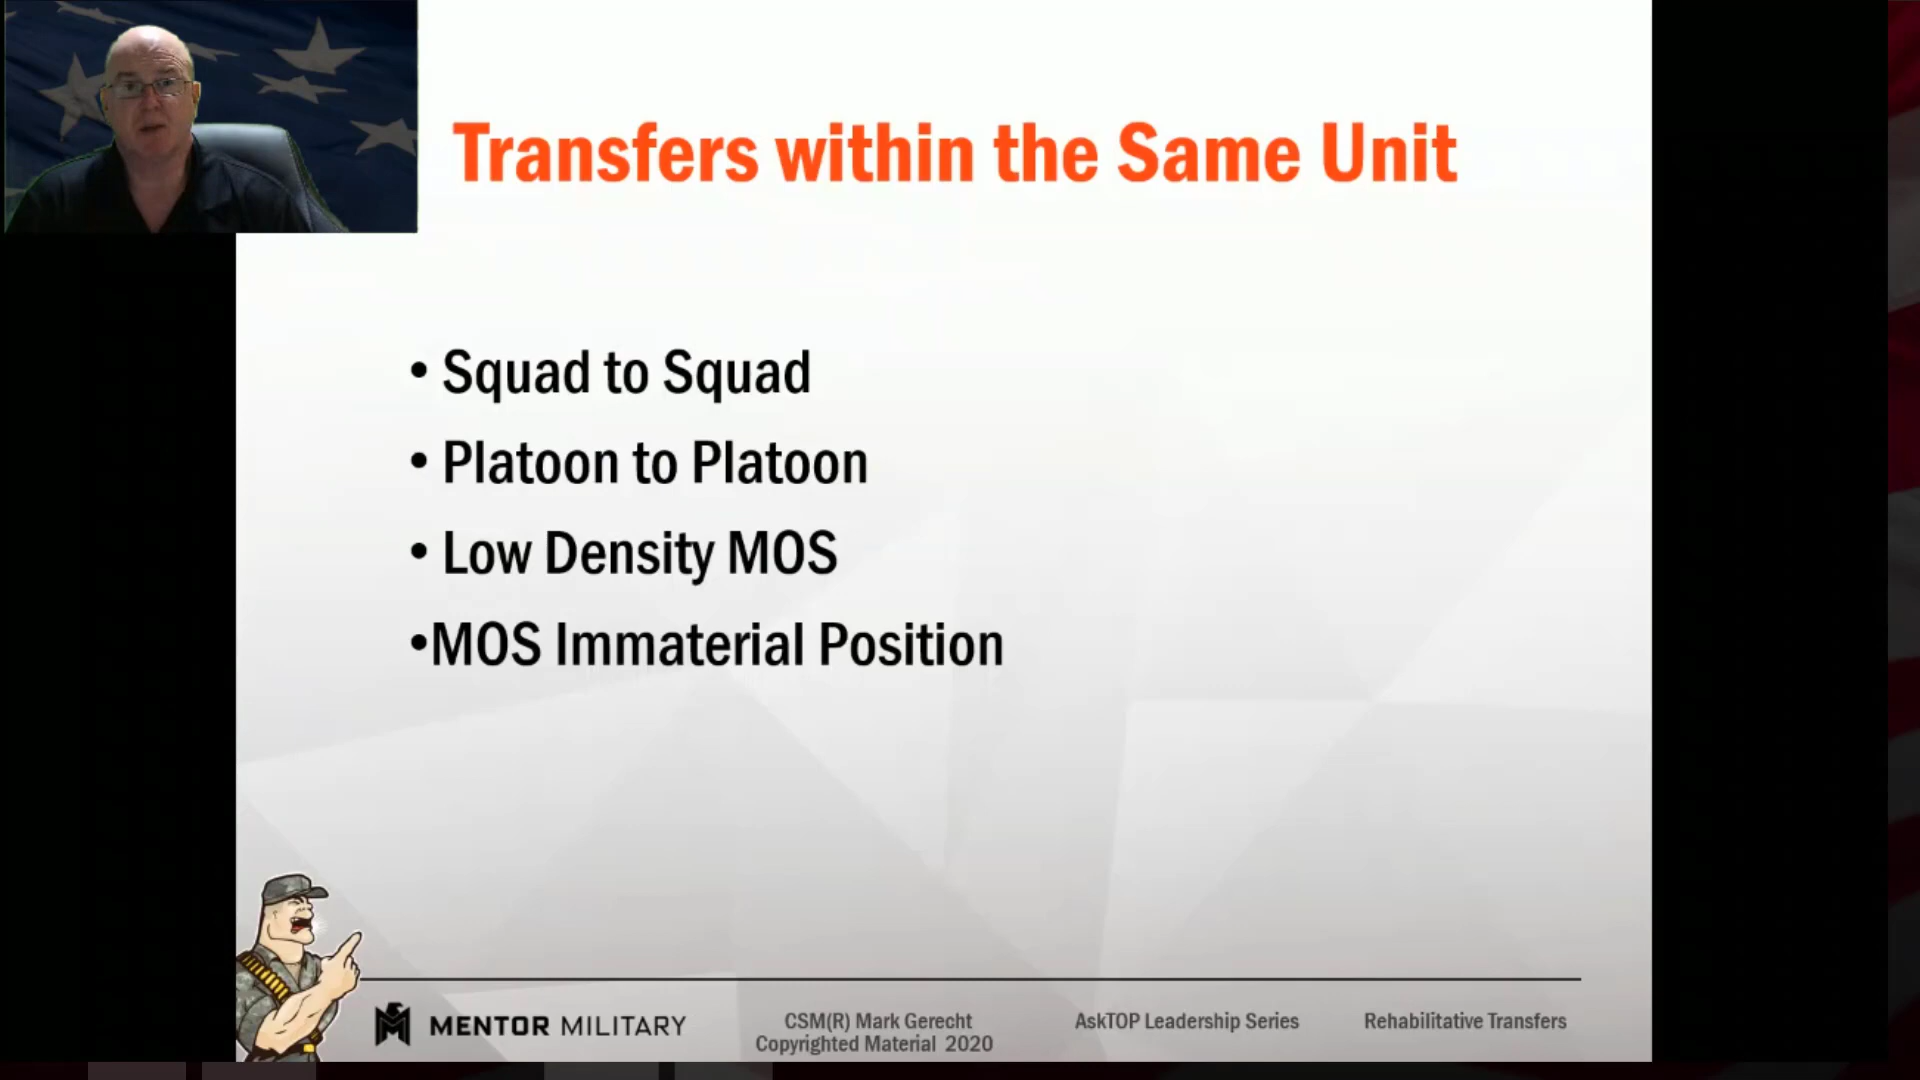 Transfers within the Same Unit
• Squad to Squad
• Platoon to Platoon
• Low Density MOS
•MOS Immaterial Position
MENTOR MILITARY
CSM(R) Mark Gerecht
Copyrighted Material 2020
AskTOP Leadership Series
Rehabilitative Transfers